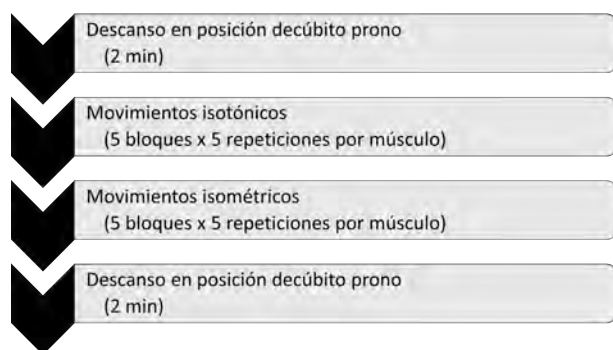 Descanso en posición decúbito prono
(2 min)
Movimientos isotónicos
(5 bloques x 5 repeticiones por músculo)
Movimientos isométricos
(5 bloques x 5 repeticiones por músculo)
Descanso en posición decúbito prono
(2 min)